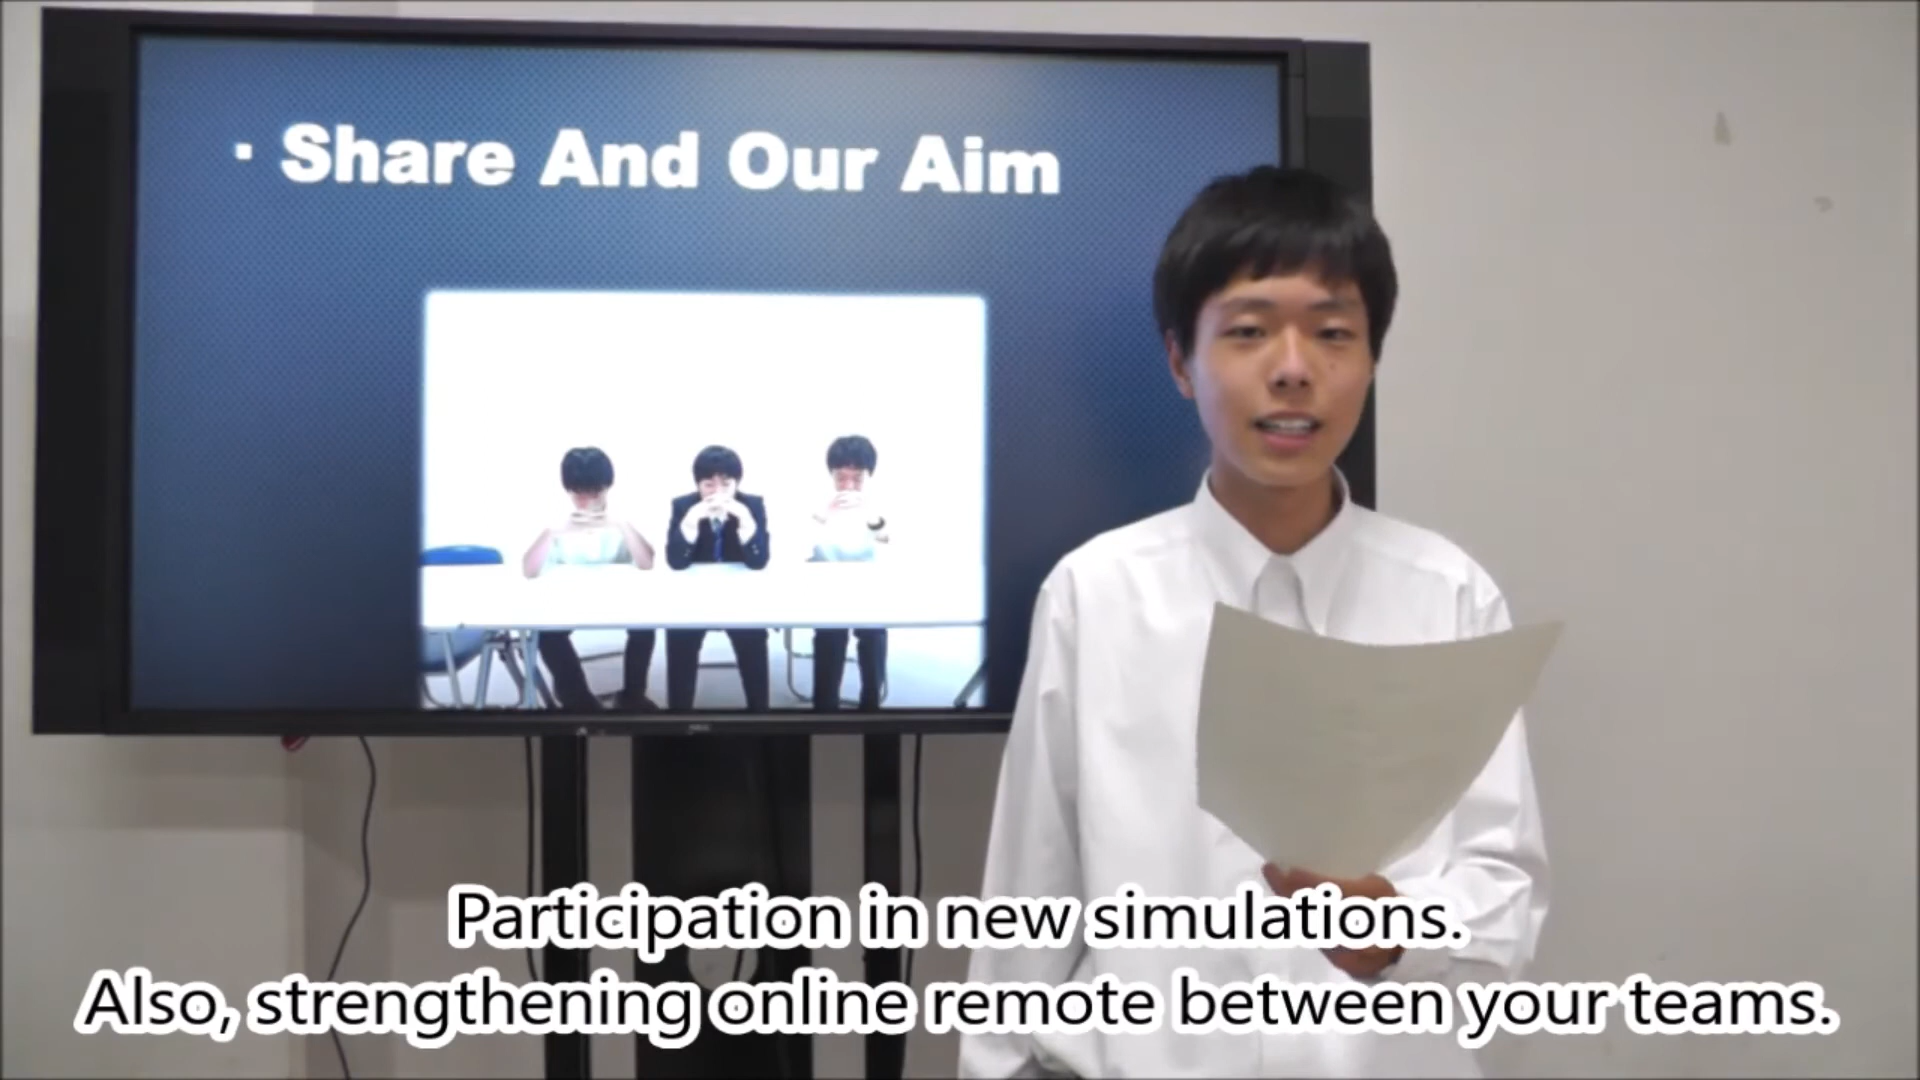 · Share And Our Aim
Participation in new simulations.
Also, strengthening online remote between your teams.